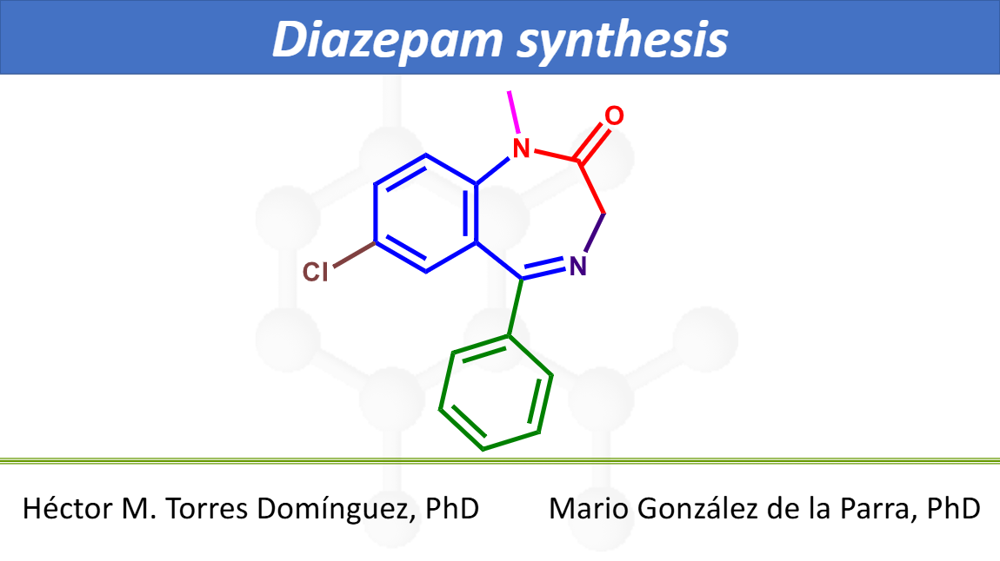 Diazepam synthesis
O
N
Cl
N
Héctor M. Torres Domínguez, PhD
Mario González de la Parra, PhD